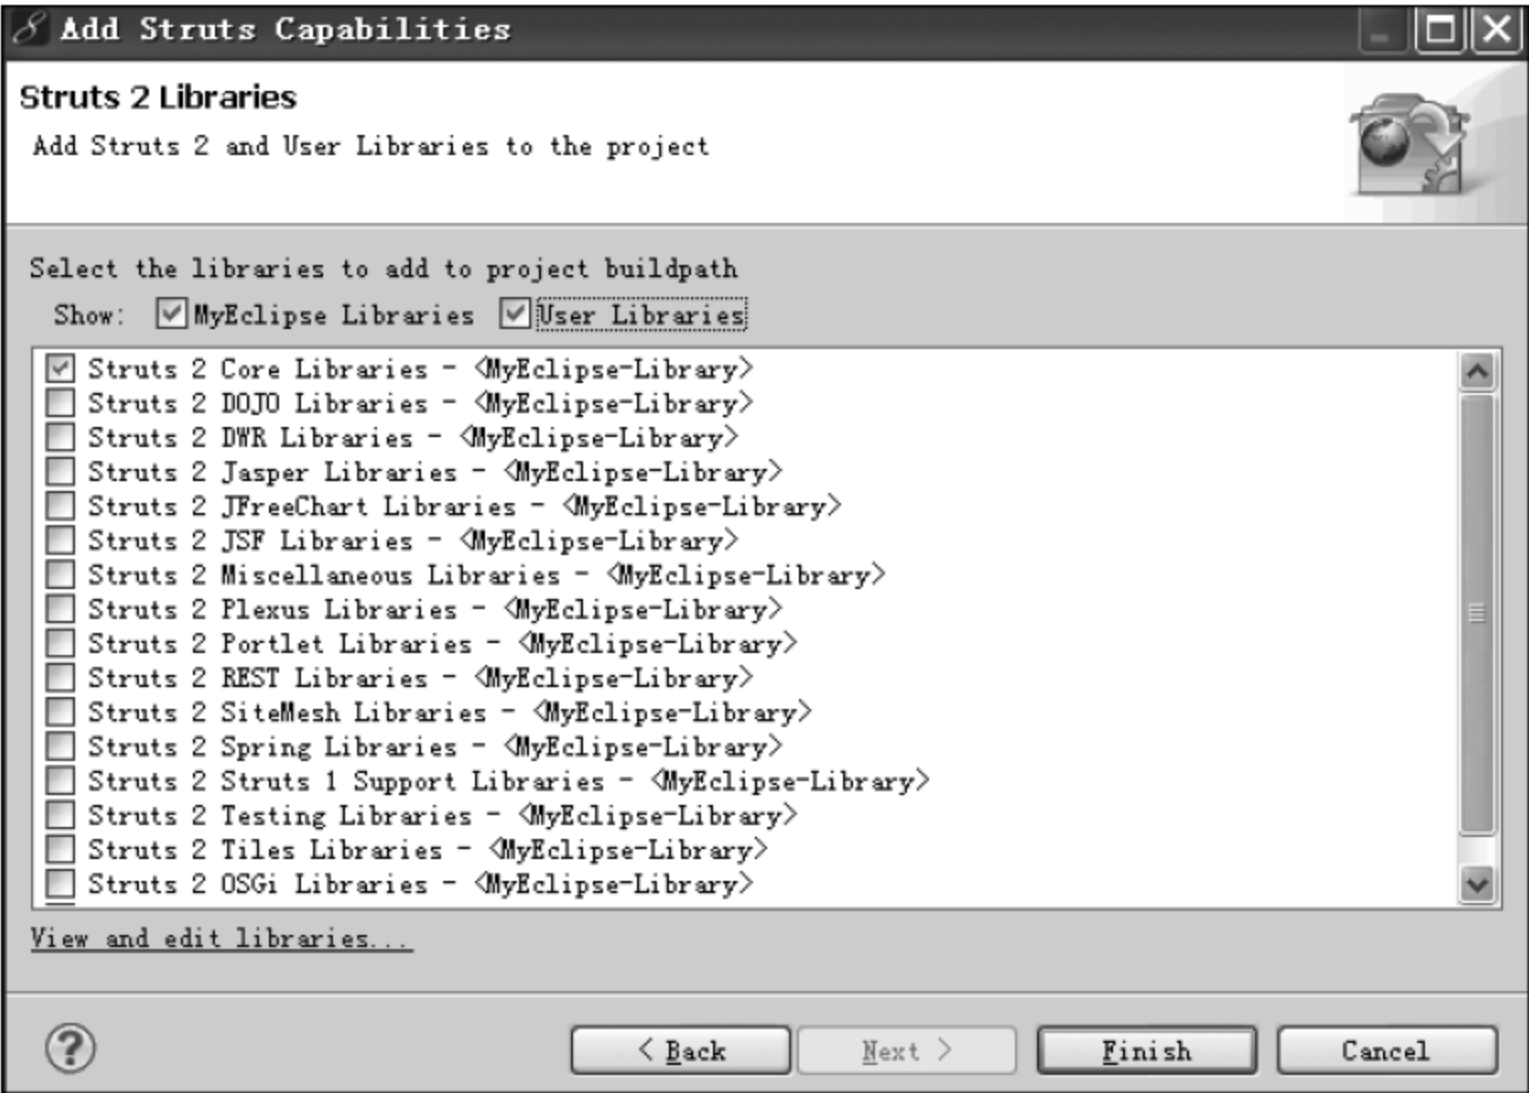 Add Struts Capabilities
Struts 2 Libraries
Add Struts 2 and User Libraries to the project
Select the libraries to add to project buildpath
Show: MyEclipse Libraries User Libraries
Struts 2 Core Libraries - <MyEclipse-Library>
Struts 2 DOJO Libraries - <MyEclipse-Library>
Struts 2 DWR Libraries - <MyEclipse-Library>
Struts 2 Jasper Libraries - <MyEclipse-Library>
Struts 2 JFreeChart Libraries - <MyEclipse-Library>
Struts 2 JSF Libraries - <MyEclipse-Library>
Struts 2 Miscellaneous Libraries - <MyEclipse-Library>
Struts 2 Plexus Libraries - <MyEclipse-Library>
Struts 2 Portlet Libraries - <MyEclipse-Library>
Struts 2 REST Libraries - <MyEclipse-Library>
Struts 2 SiteMesh Libraries - <MyEclipse-Library>
Struts 2 Spring Libraries - <MyEclipse-Library>
Struts 2 Struts 1 Support Libraries - <MyEclipse-Library>
Struts 2 Testing Libraries - <MyEclipse-Library>
Struts 2 Tiles Libraries - <MyEclipse-Library>
Struts 2 OSGi Libraries - <MyEclipse-Library>
View and edit libraries...
? < Back Next > Finish Cancel